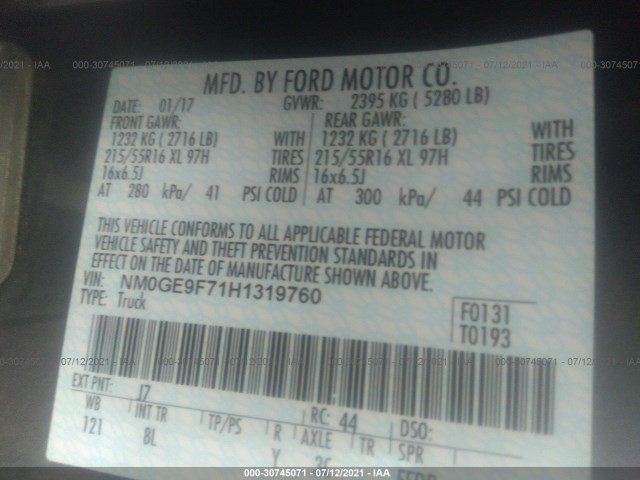 000-30745071 - 07/12/2021 - IAA
MFD. BY FORD MOTOR CO.
DATE: 01/17 GVWR: 2395 KG ( 5280 LB)
FRONT GAWR: REAR GAWR:
1232 KG ( 2716 LB) WITH 1232 KG ( 2716 LB) WITH
215/55R16 XL 97H TIRES 215/55R16 XL 97H TIRES
16x6.5J RIMS 16x6.5J RIMS
AT 280 kPa/ 41 PSI COLD AT 300 kPa/ 44 PSI COLD
THIS VEHICLE CONFORMS TO ALL APPLICABLE FEDERAL MOTOR
VEHICLE SAFETY AND THEFT PREVENTION STANDARDS IN
EFFECT ON THE DATE OF MANUFACTURE SHOWN ABOVE.
VIN: NM0GE9F71H1319760
TYPE: Truck
F0131
T0193
EXT PNT: J7 RC: 44 DSO:
WB INT TR TP/PS R AXLE TR SPR
121 8L
000-30745071 - 07/12/2021 - IAA